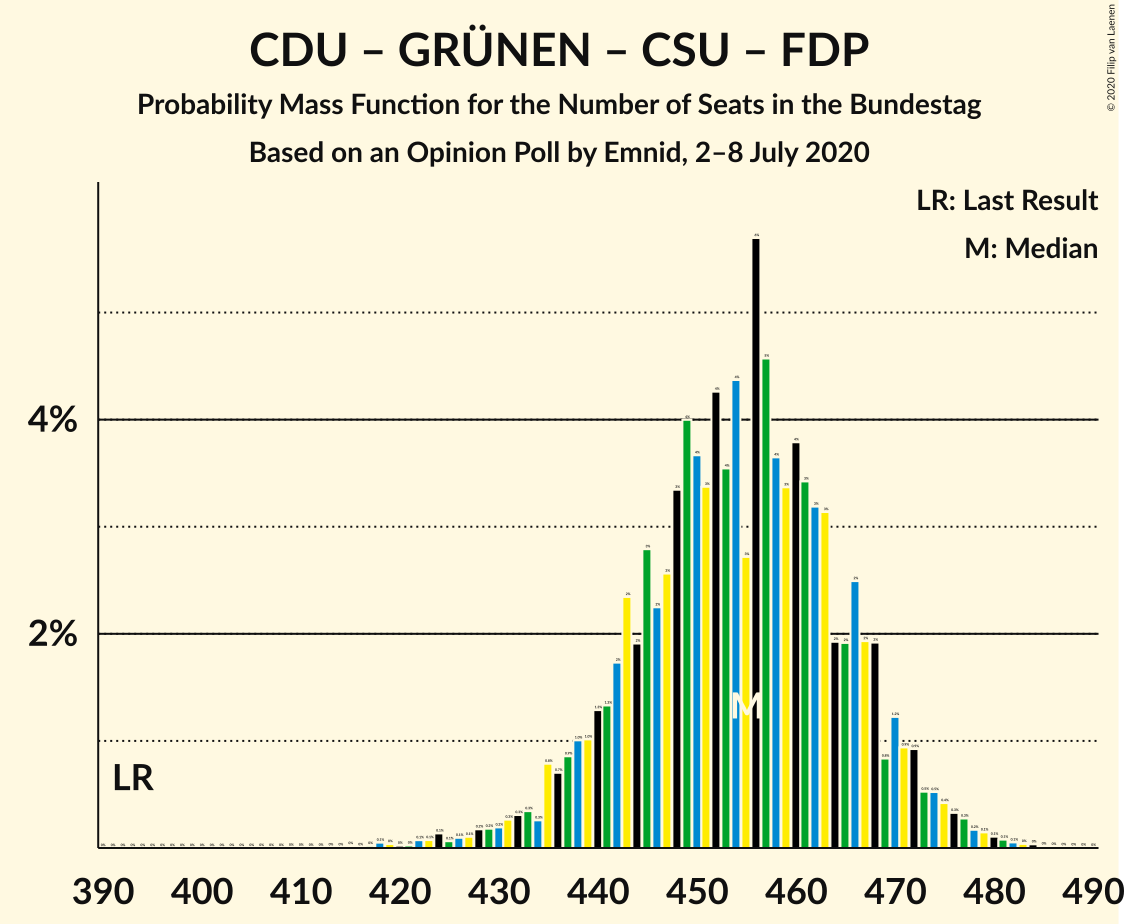 CDU – GRÜNEN – CSU – FDP
Probability Mass Function for the Number of Seats in the Bundestag
Based on an Opinion Poll by Emnid, 2–8 July 2020
© 2020 Filip van Laenen
LR: Last Result
M: Median
4%
2%
LR
M
390 400 410 420 430 440 450 460 470 480 490